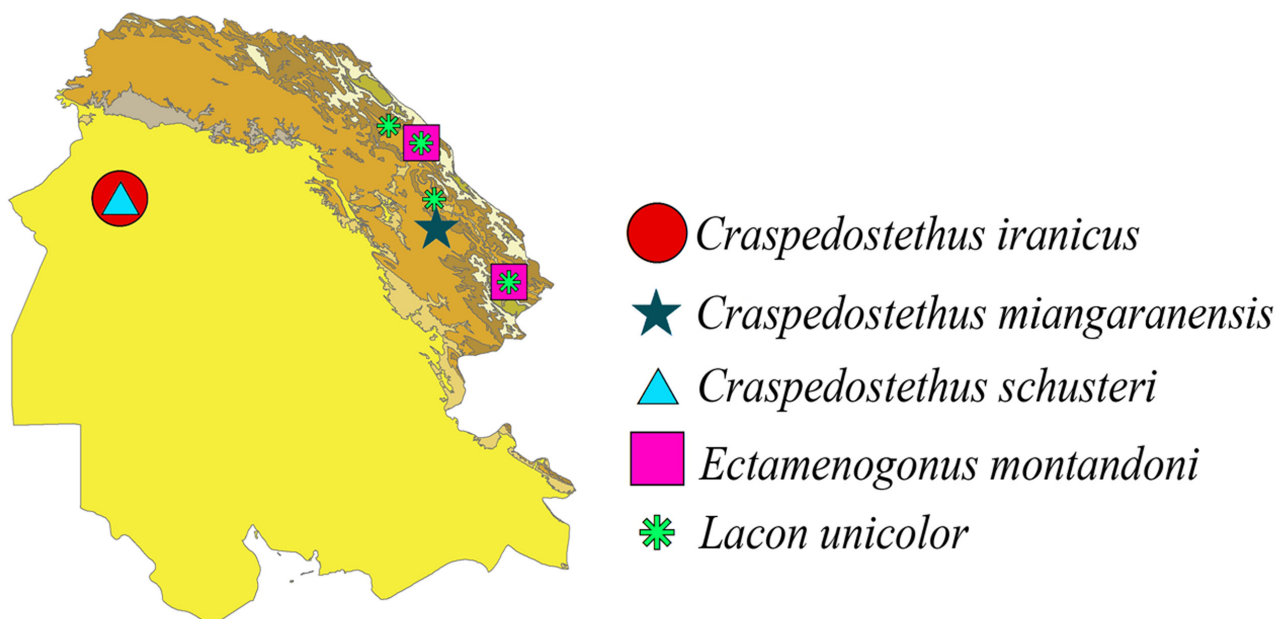 Craspedostethus iranicus
Craspedostethus miangaranensis
Craspedostethus schusteri
Ectamenogonus montandoni
Lacon unicolor